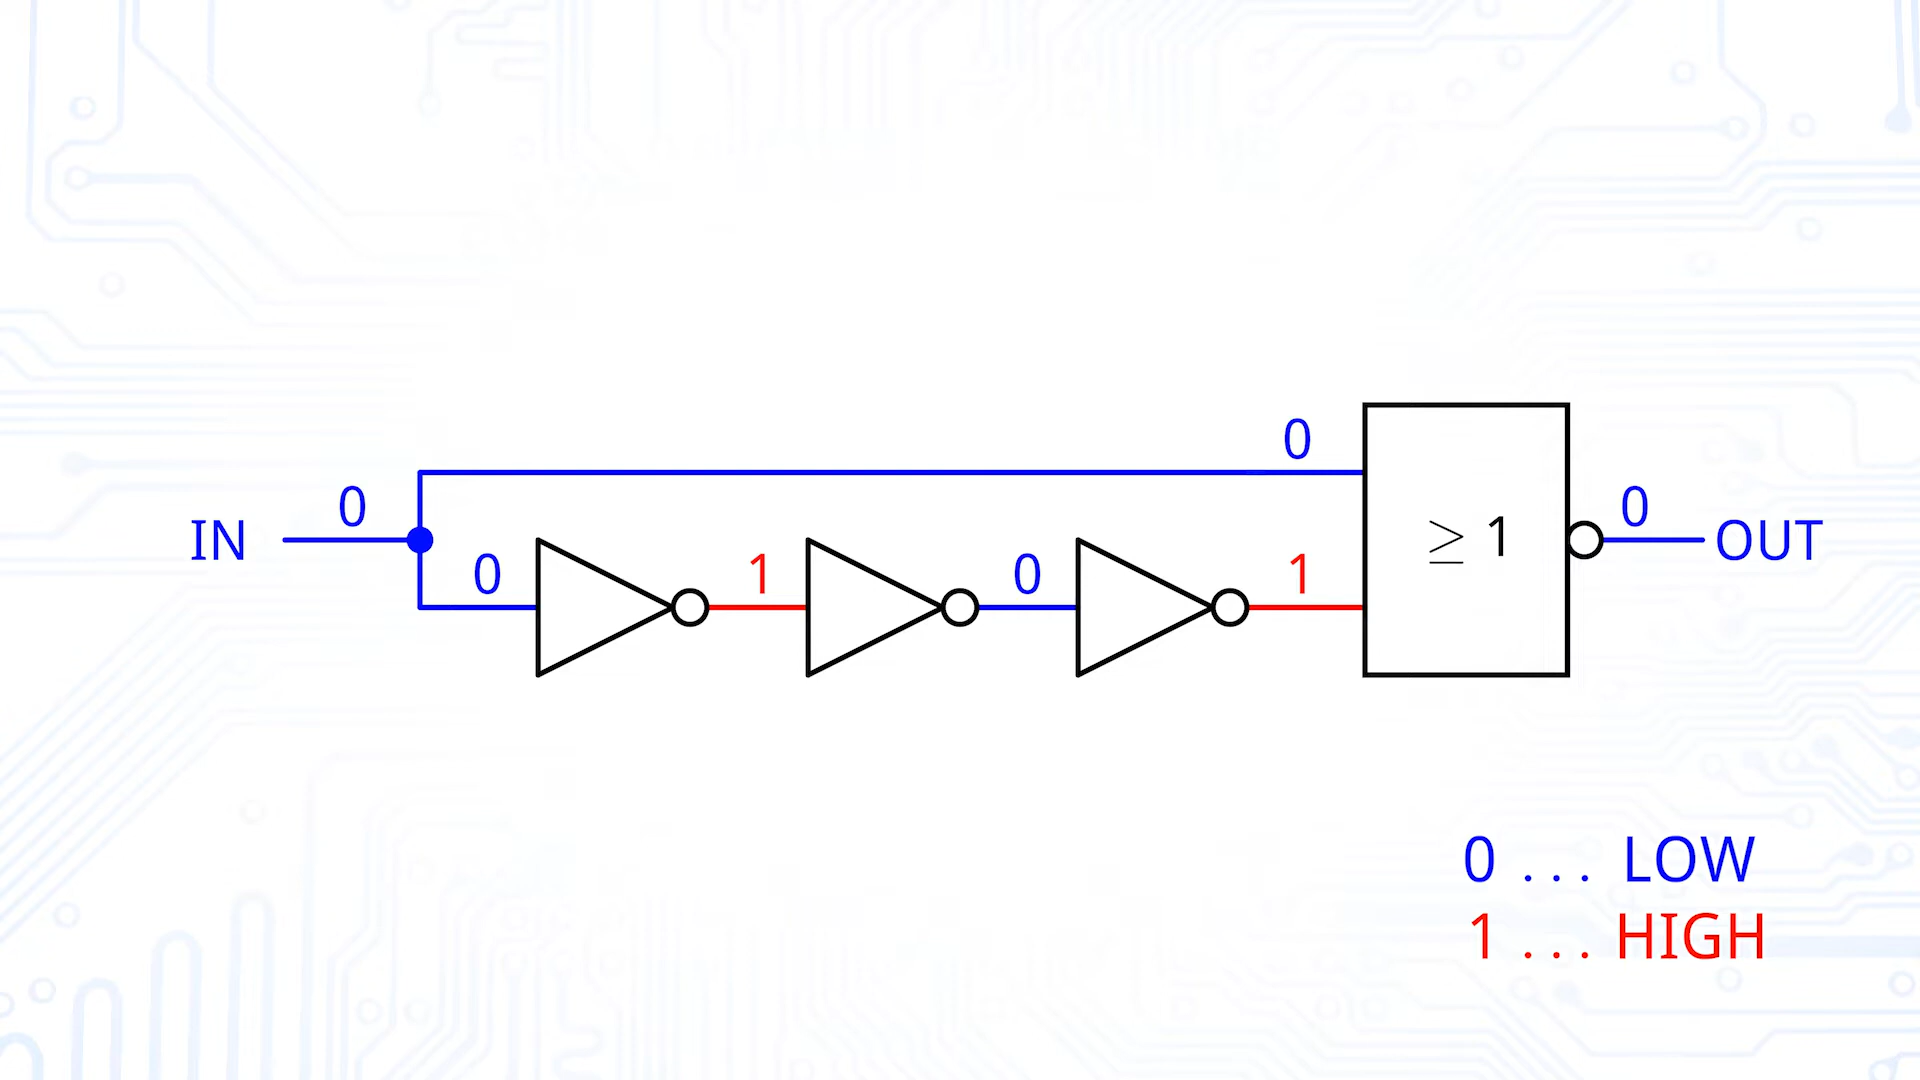 0
0 0
IN OUT
0 1 0 1
≥ 1
0 ... LOW
1 ... HIGH